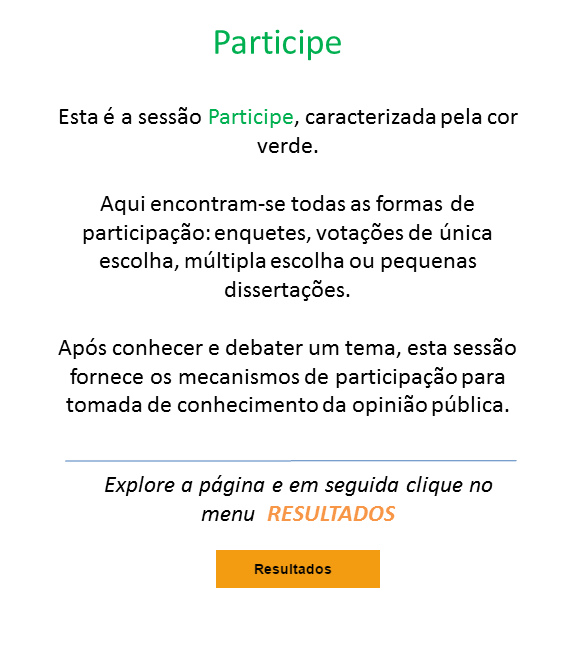 Participe
Esta é a sessão Participe, caracterizada pela cor
verde.
Aqui encontram-se todas as formas de
participação: enquetes, votações de única
escolha, múltipla escolha ou pequenas
dissertações.
Após conhecer e debater um tema, esta sessão
fornece os mecanismos de participação para
tomada de conhecimento da opinião pública.
Explore a página e em seguida clique no
menu RESULTADOS
Resultados